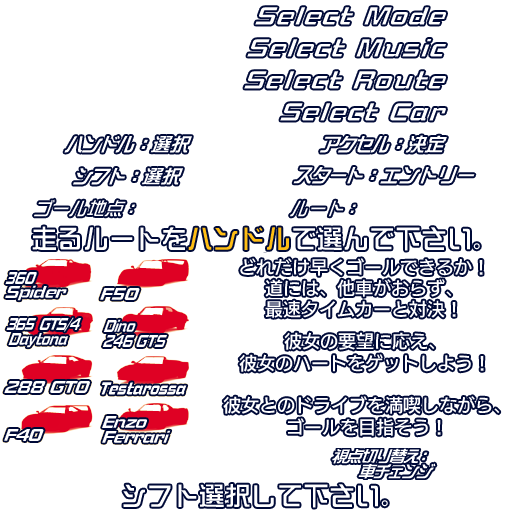 Select Mode
Select Music
Select Route
Select Car
ハンドル：選択
アクセル：決定
シフト：選択
スタート：エントリー
ゴール地点：
ルート：
走るルートをハンドルで選んで下さい。
360
Spider
F50
365 GTS/4
Daytona
Dino
246 GTS
288 GTO
Testarossa
F40
Enzo
Ferrari
どれだけ早くゴールできるか！
道には、他車がおらず、
最速タイムカーと対決！
彼女の要望に応え、
彼女のハートをゲットしよう！
彼女とのドライブを満喫しながら、
ゴールを目指そう！
視点切り替え：
車チェンジ
シフト選択して下さい。